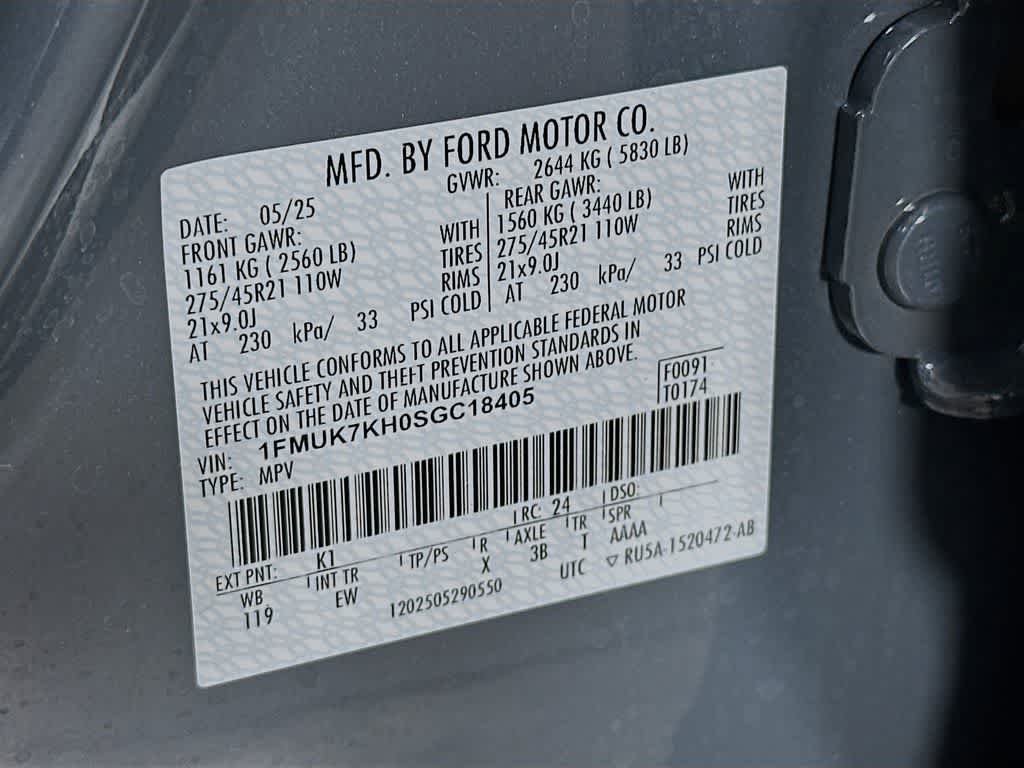 MFD. BY FORD MOTOR CO.
DATE: 05/25
GVWR: 2644 KG ( 5830 LB)
FRONT GAWR:
1161 KG ( 2560 LB) WITH
275/45R21 110W TIRES
21x9.0J RIMS
AT 230 kPa/ 33 PSI COLD
REAR GAWR:
1560 KG ( 3440 LB) WITH
275/45R21 110W TIRES
21x9.0J RIMS
AT 230 kPa/ 33 PSI COLD
THIS VEHICLE CONFORMS TO ALL APPLICABLE FEDERAL MOTOR
VEHICLE SAFETY AND THEFT PREVENTION STANDARDS IN
EFFECT ON THE DATE OF MANUFACTURE SHOWN ABOVE.
VIN: 1FMUK7KH0SGC18405
TYPE: MPV
F0091
T0174
EXT PNT: K1 RC: 24 DSO:
WB INT TR TP/PS R AXLE TR SPR
119 EW X 3B T AAAA
1202505290550 UTC ▽ RU5A-1520472-AB